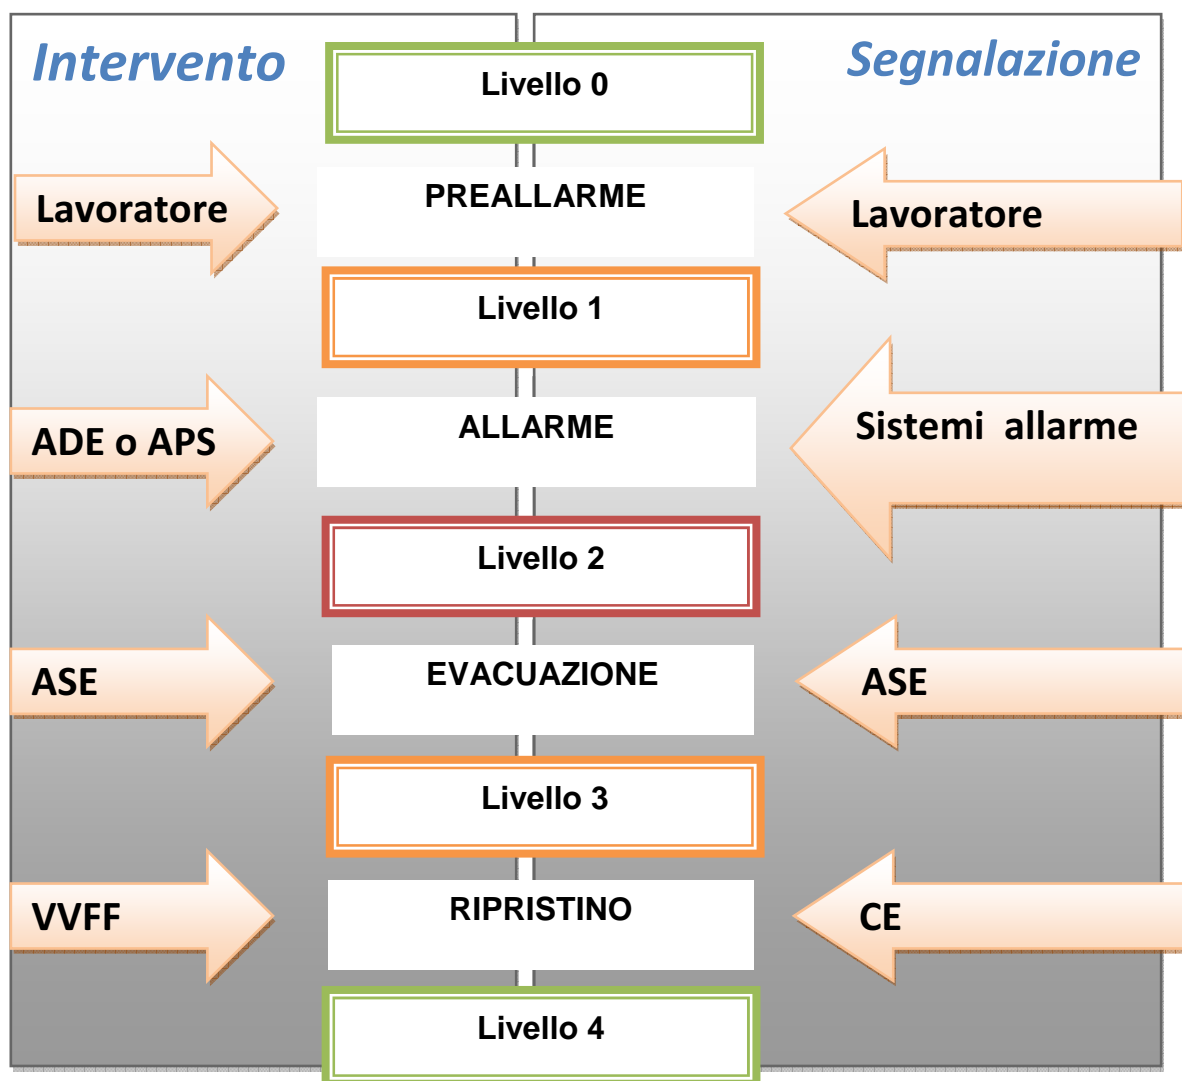 Intervento
Segnalazione
Livello 0
Lavoratore
PREALLARME
Lavoratore
Livello 1
ADE o APS
ALLARME
Sistemi allarme
Livello 2
ASE
EVACUAZIONE
ASE
Livello 3
VVFF
RIPRISTINO
CE
Livello 4